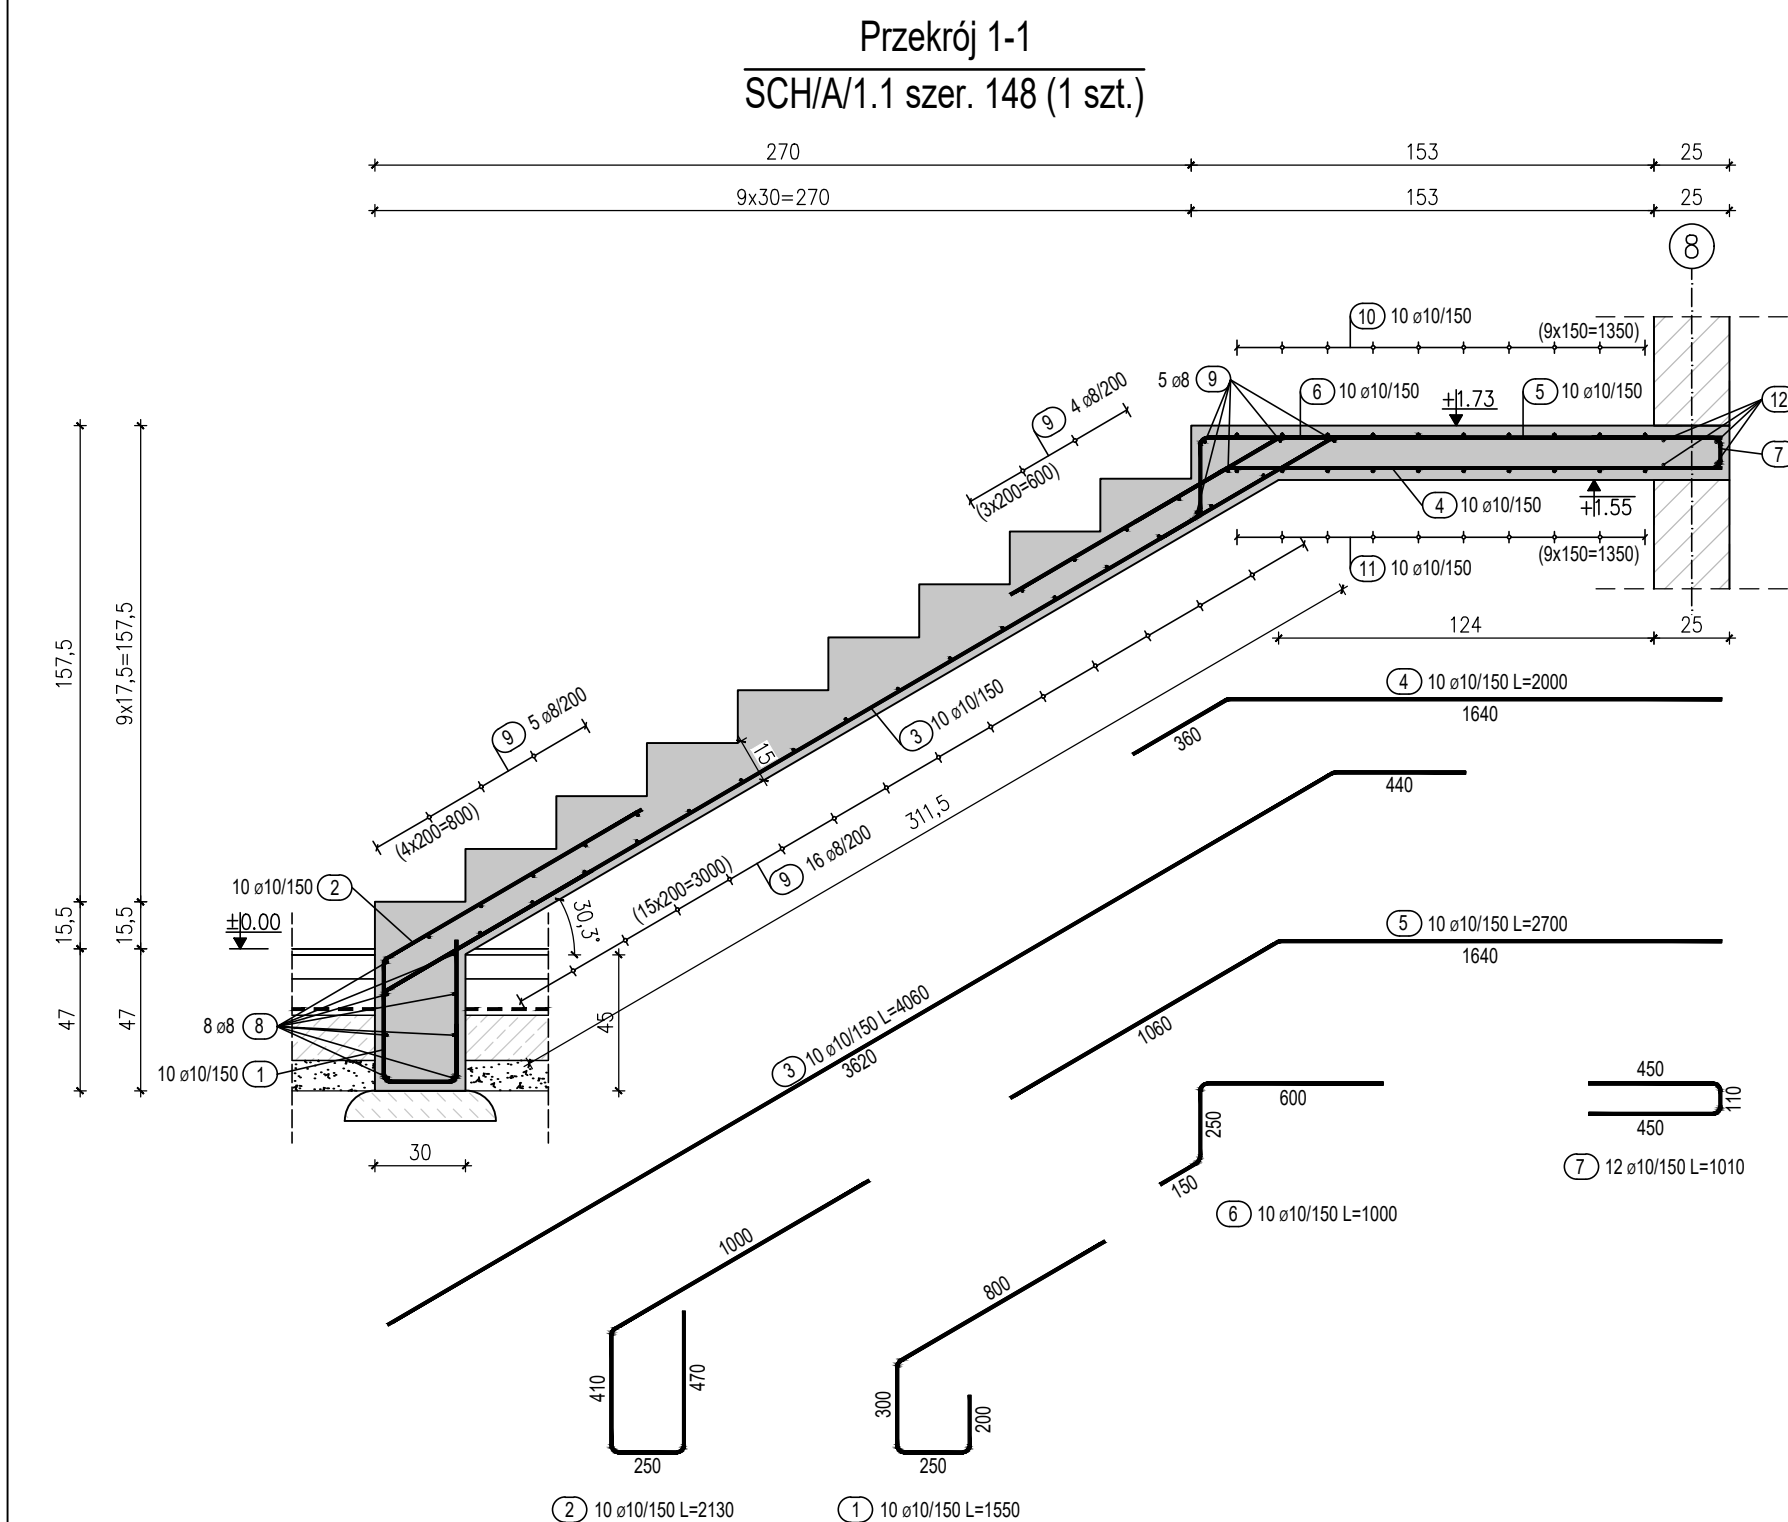 Przekrój 1-1
SCH/A/1.1 szer. 148 (1 szt.)
270
153
25
9x30=270
153
25
8
10 10 ø10/150
(9x150=1350)
5 ø8 9
6 10 ø10/150
5 10 ø10/150
+1.73
12
7
9 4 ø8/200
(3x200=600)
4 10 ø10/150
+1.55
(9x150=1350)
11 10 ø10/150
124
25
157,5
9x17,5=157,5
15,5
15,5
47
47
9 5 ø8/200
(4x200=800)
3 10 ø10/150
15
311,5
9 16 ø8/200
(15x200=3000)
30,3°
10 ø10/150 2
±0.00
8 ø8 8
10 ø10/150 1
45
30
4 10 ø10/150 L=2000
1640
360
440
3 10 ø10/150 L=4060
3620
5 10 ø10/150 L=2700
1640
1060
600
250
150
6 10 ø10/150 L=1000
450
110
450
7 12 ø10/150 L=1010
1000
410
470
250
2 10 ø10/150 L=2130
800
300
200
250
1 10 ø10/150 L=1550